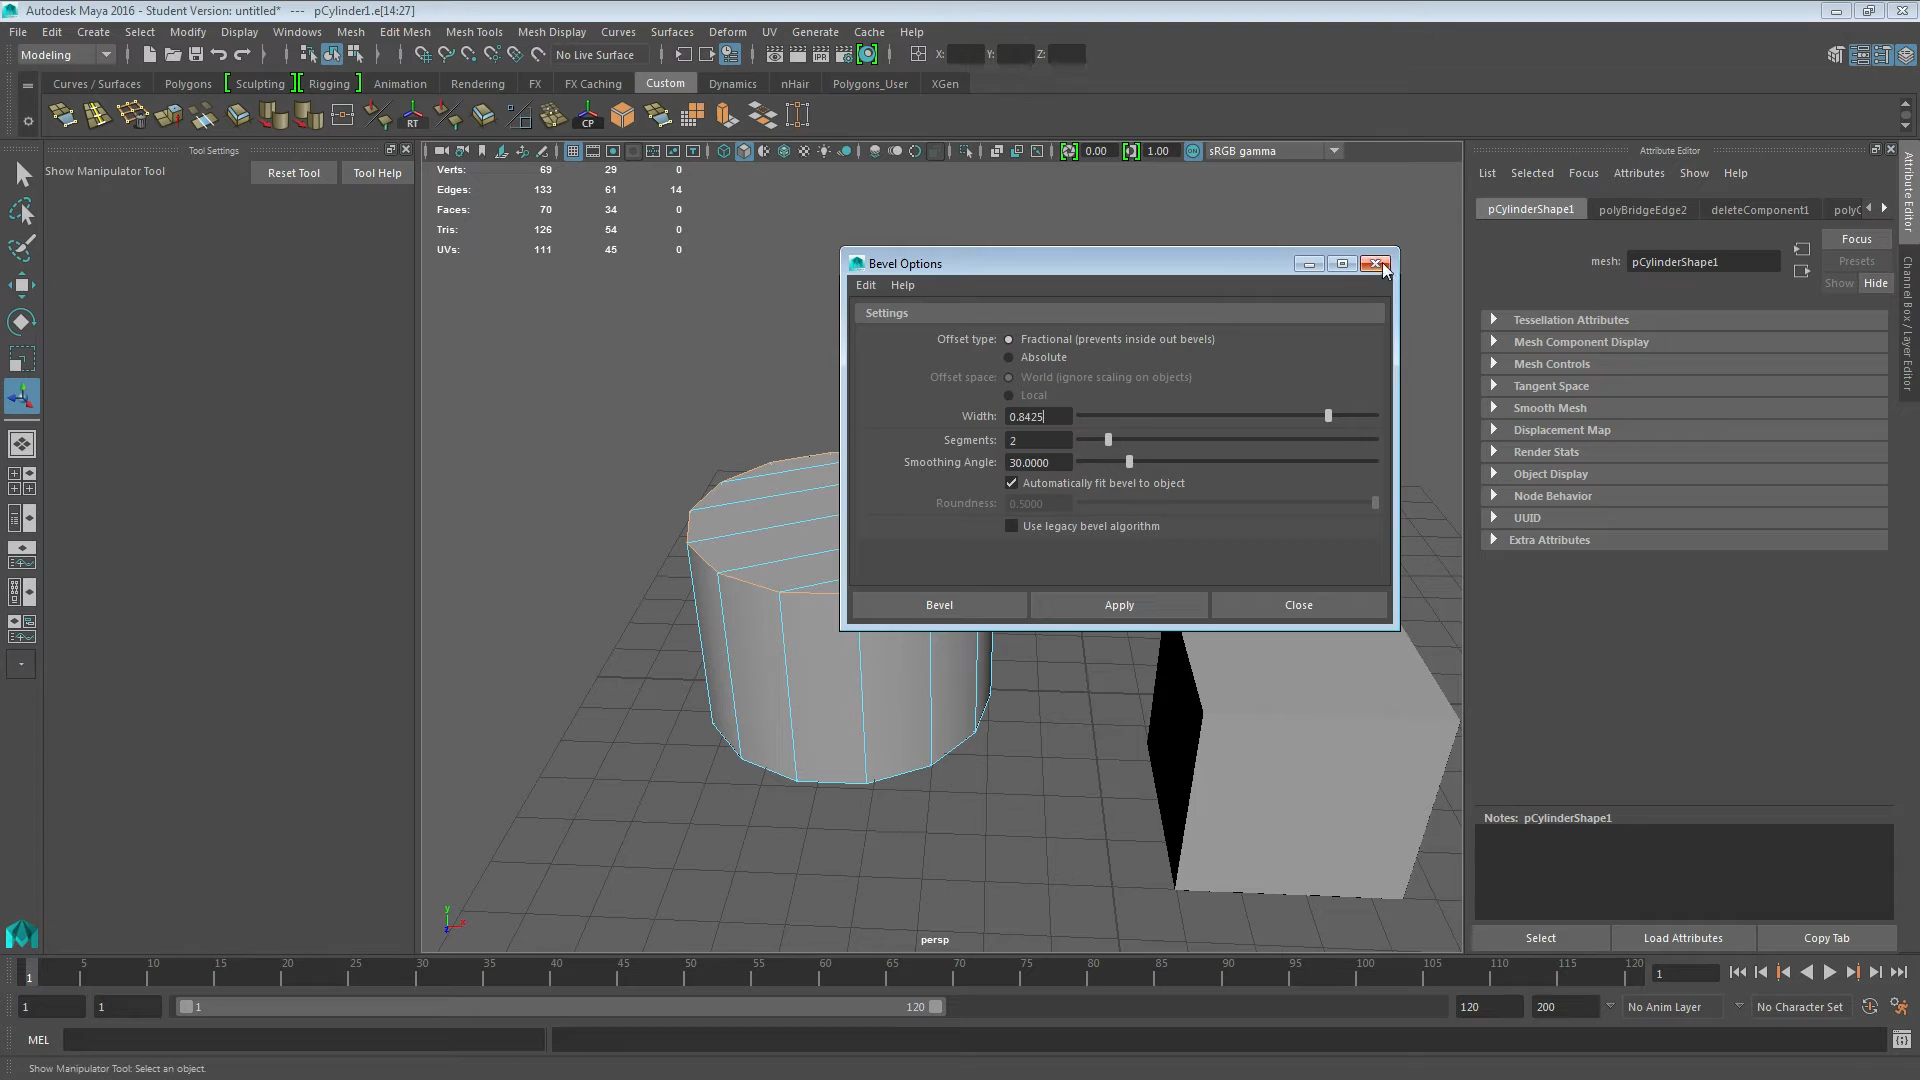 Autodesk Maya 2016 - Student Version: untitled*   ---   pCylinder1.e[14:27]
File Edit Create Select Modify Display Windows Mesh Edit Mesh Mesh Tools Mesh Display Curves Surfaces Deform UV Generate Cache Help
Modeling No Live Surface X: Y: Z:
Curves / Surfaces Polygons Sculpting Rigging Animation Rendering FX FX Caching Custom Dynamics nHair Polygons_User XGen
RT CP
Tool Settings
Show Manipulator Tool Reset Tool Tool Help
0.00 1.00 sRGB gamma
Verts: 69 29 0
Edges: 133 61 14
Faces: 70 34 0
Tris: 126 54 0
UVs: 111 45 0
Bevel Options
Edit Help
Settings
Offset type: Fractional (prevents inside out bevels)
Absolute
Offset space: World (ignore scaling on objects)
Local
Width: 0.8425
Segments: 2
Smoothing Angle: 30.0000
Automatically fit bevel to object
Roundness: 0.5000
Use legacy bevel algorithm
Bevel Apply Close
persp
y
x
z
Attribute Editor
List Selected Focus Attributes Show Help
pCylinderShape1 polyBridgeEdge2 deleteComponent1
Focus
mesh: pCylinderShape1 Presets
Show Hide
Tessellation Attributes
Mesh Component Display
Mesh Controls
Tangent Space
Smooth Mesh
Displacement Map
Render Stats
Object Display
Node Behavior
UUID
Extra Attributes
Notes: pCylinderShape1
Select Load Attributes Copy Tab
Attribute Editor
Channel Box / Layer Editor
5 10 15 20 25 30 35 40 45 50 55 60 65 70 75 80 85 90 95 100 105 110 115 120
1 1
1 1 1 120 120 200 No Anim Layer No Character Set
MEL
Show Manipulator Tool: Select an object.